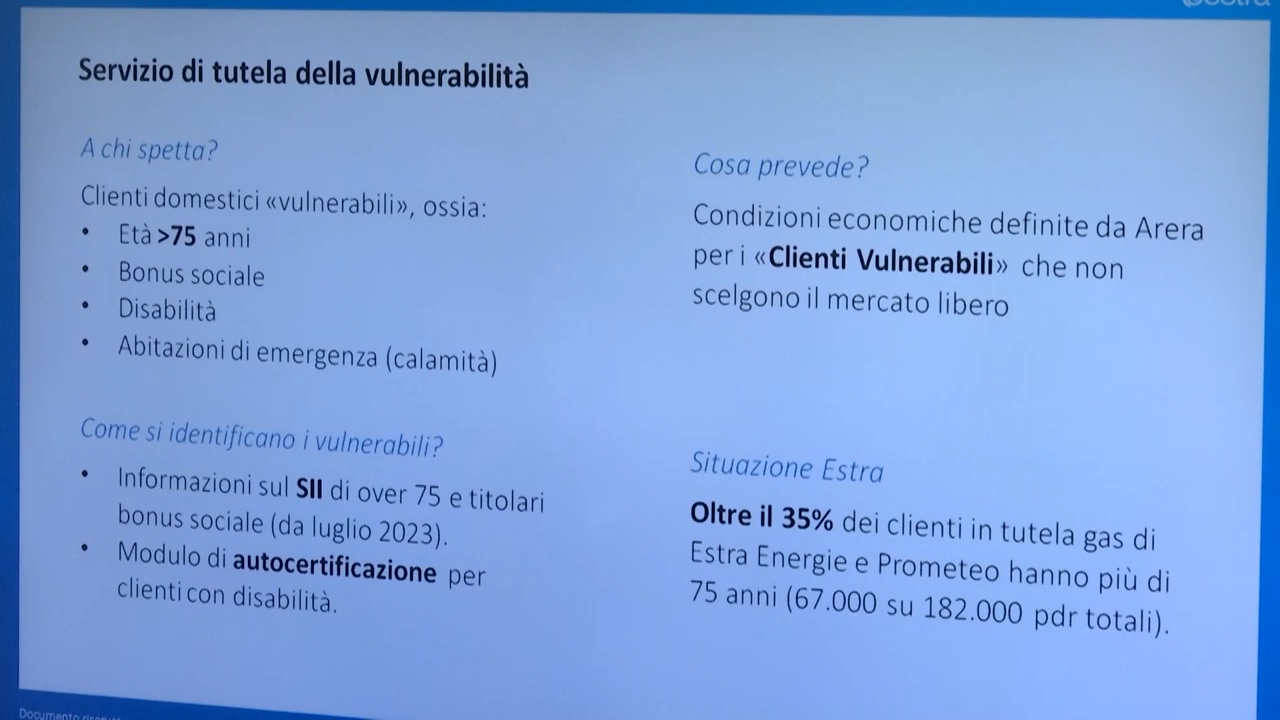 Servizio di tutela della vulnerabilità
A chi spetta?
Clienti domestici «vulnerabili», ossia:
• Età >75 anni
• Bonus sociale
• Disabilità
• Abitazioni di emergenza (calamità)
Come si identificano i vulnerabili?
• Informazioni sul SII di over 75 e titolari
bonus sociale (da luglio 2023).
• Modulo di autocertificazione per
clienti con disabilità.
Cosa prevede?
Condizioni economiche definite da Arera
per i «Clienti Vulnerabili» che non
scelgono il mercato libero
Situazione Estra
Oltre il 35% dei clienti in tutela gas di
Estra Energie e Prometeo hanno più di
75 anni (67.000 su 182.000 pdr totali).
Documento